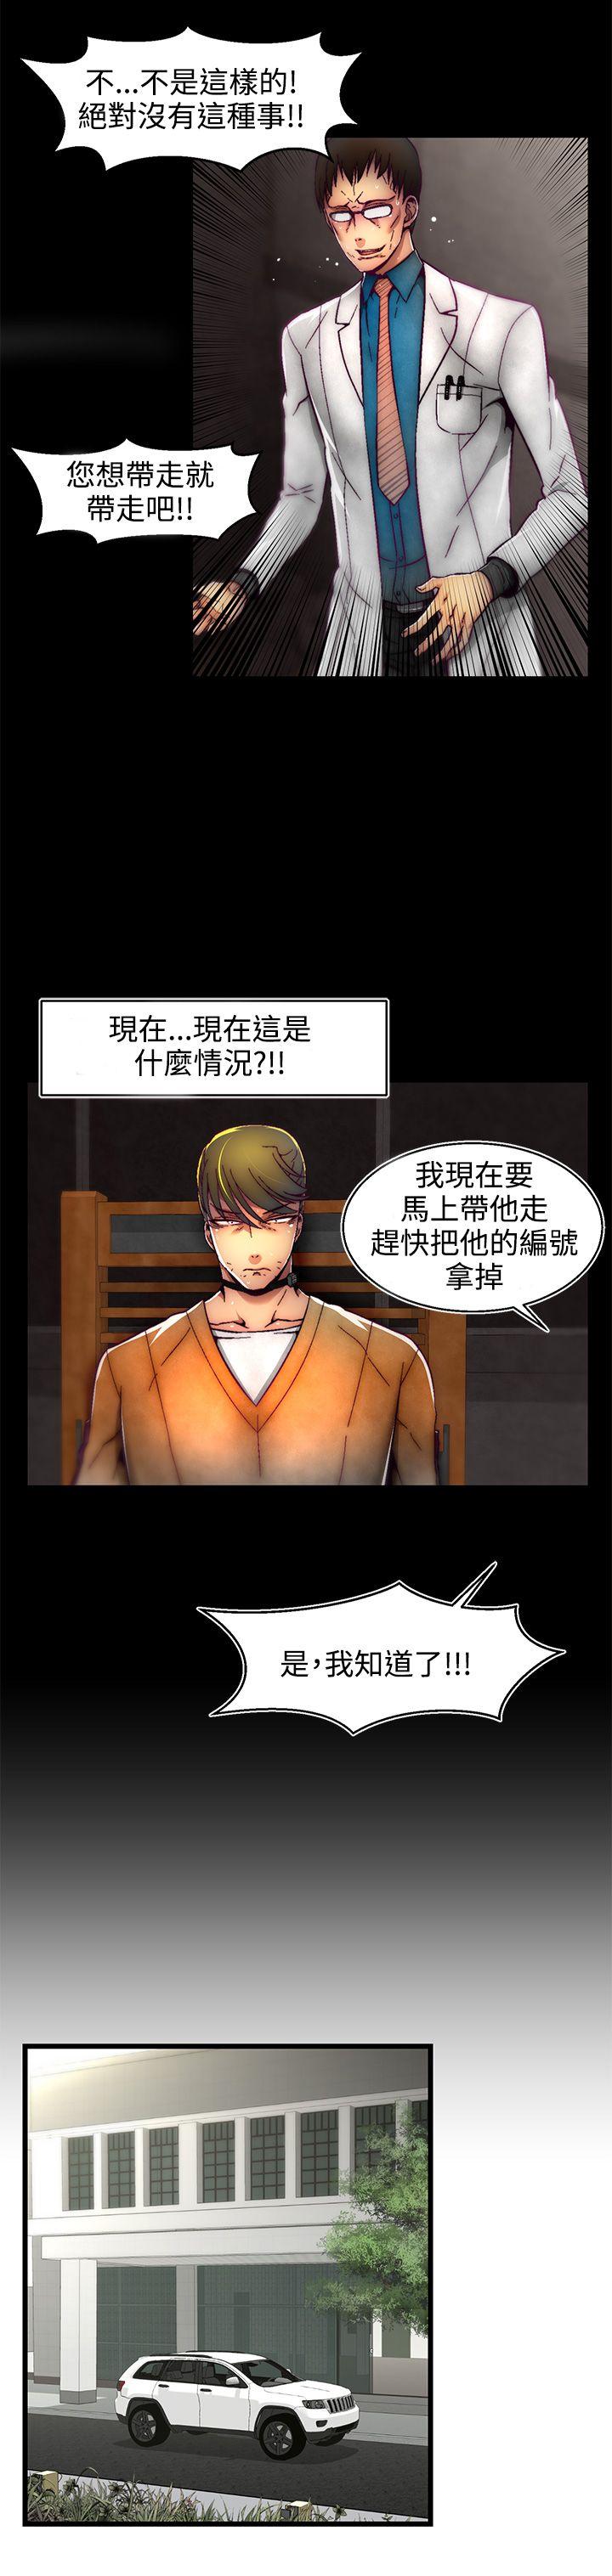 不…不是這樣的!
絕對沒有這種事!!
您想帶走就
帶走吧!!
現在…現在這是
什麼情況?!!
我現在要
馬上帶他走
趕快把他的編號
拿掉
是,我知道了!!!